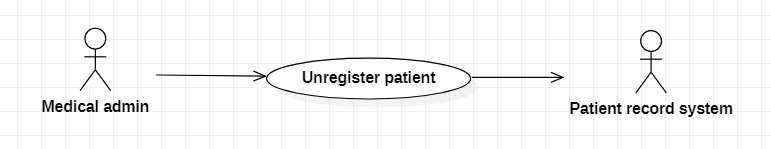 Unregister patient
Medical admin
Patient record system